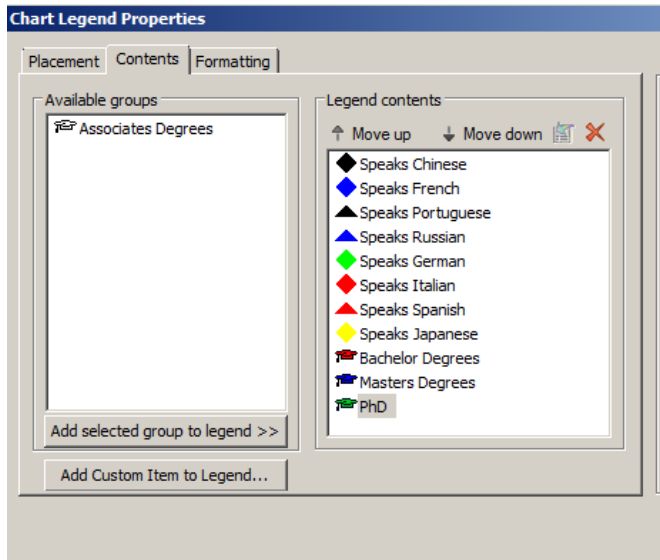 Chart Legend Properties
Placement Contents Formatting
Available groups
Associates Degrees
Add selected group to legend >>
Add Custom Item to Legend...
Legend contents
Move up Move down
Speaks Chinese
Speaks French
Speaks Portuguese
Speaks Russian
Speaks German
Speaks Italian
Speaks Spanish
Speaks Japanese
Bachelor Degrees
Masters Degrees
PhD